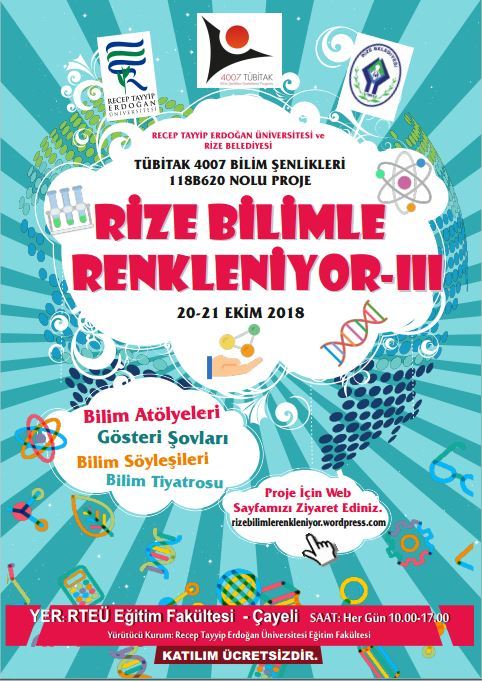 RECEP TAYYIP
ERDOĞAN
ÜNİVERSİTESİ
4007 TÜBİTAK
RİZE BELEDİYESİ
RECEP TAYYİP ERDOĞAN ÜNİVERSİTESİ ve
RİZE BELEDİYESİ
TÜBİTAK 4007 BİLİM ŞENLİKLERİ
118B620 NOLU PROJE
RİZE BİLİMLE
RENKLENİYOR-III
20-21 EKİM 2018
Bilim Atölyeleri
Gösteri Şovları
Bilim Söyleşileri
Bilim Tiyatrosu
Proje İçin Web
Sayfamızı Ziyaret Ediniz.
rizebilimlerenkleniyor.wordpress.com
YER: RTEÜ Eğitim Fakültesi - Çayeli SAAT: Her Gün 10.00-17.00
Yürütücü Kurum: Recep Tayyip Erdoğan Üniversitesi Eğitim Fakültesi
KATILIM ÜCRETSİZDİR.